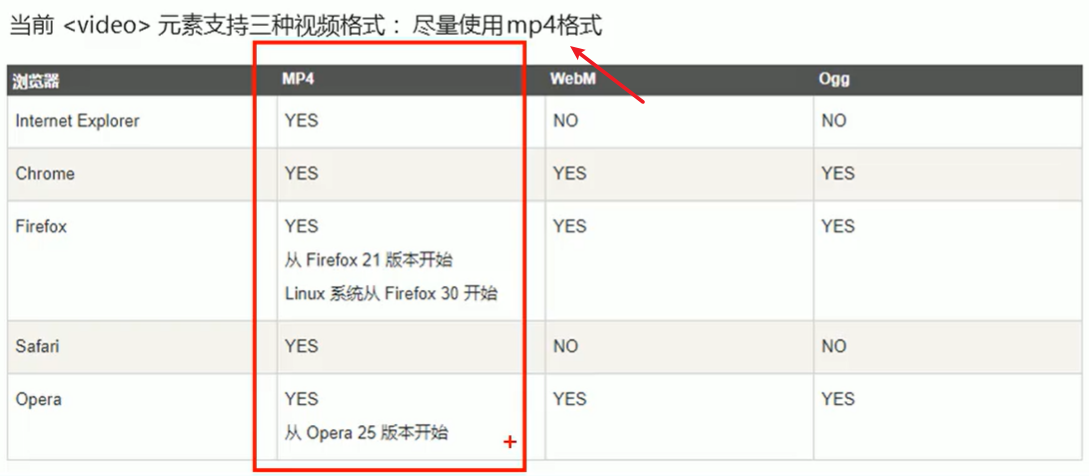 当前 <video> 元素支持三种视频格式： 尽量使用mp4格式
浏览器 MP4 WebM Ogg
Internet Explorer YES NO NO
Chrome YES YES YES
Firefox YES YES YES
从 Firefox 21 版本开始
Linux 系统从 Firefox 30 开始
Safari YES NO NO
Opera YES YES YES
从 Opera 25 版本开始